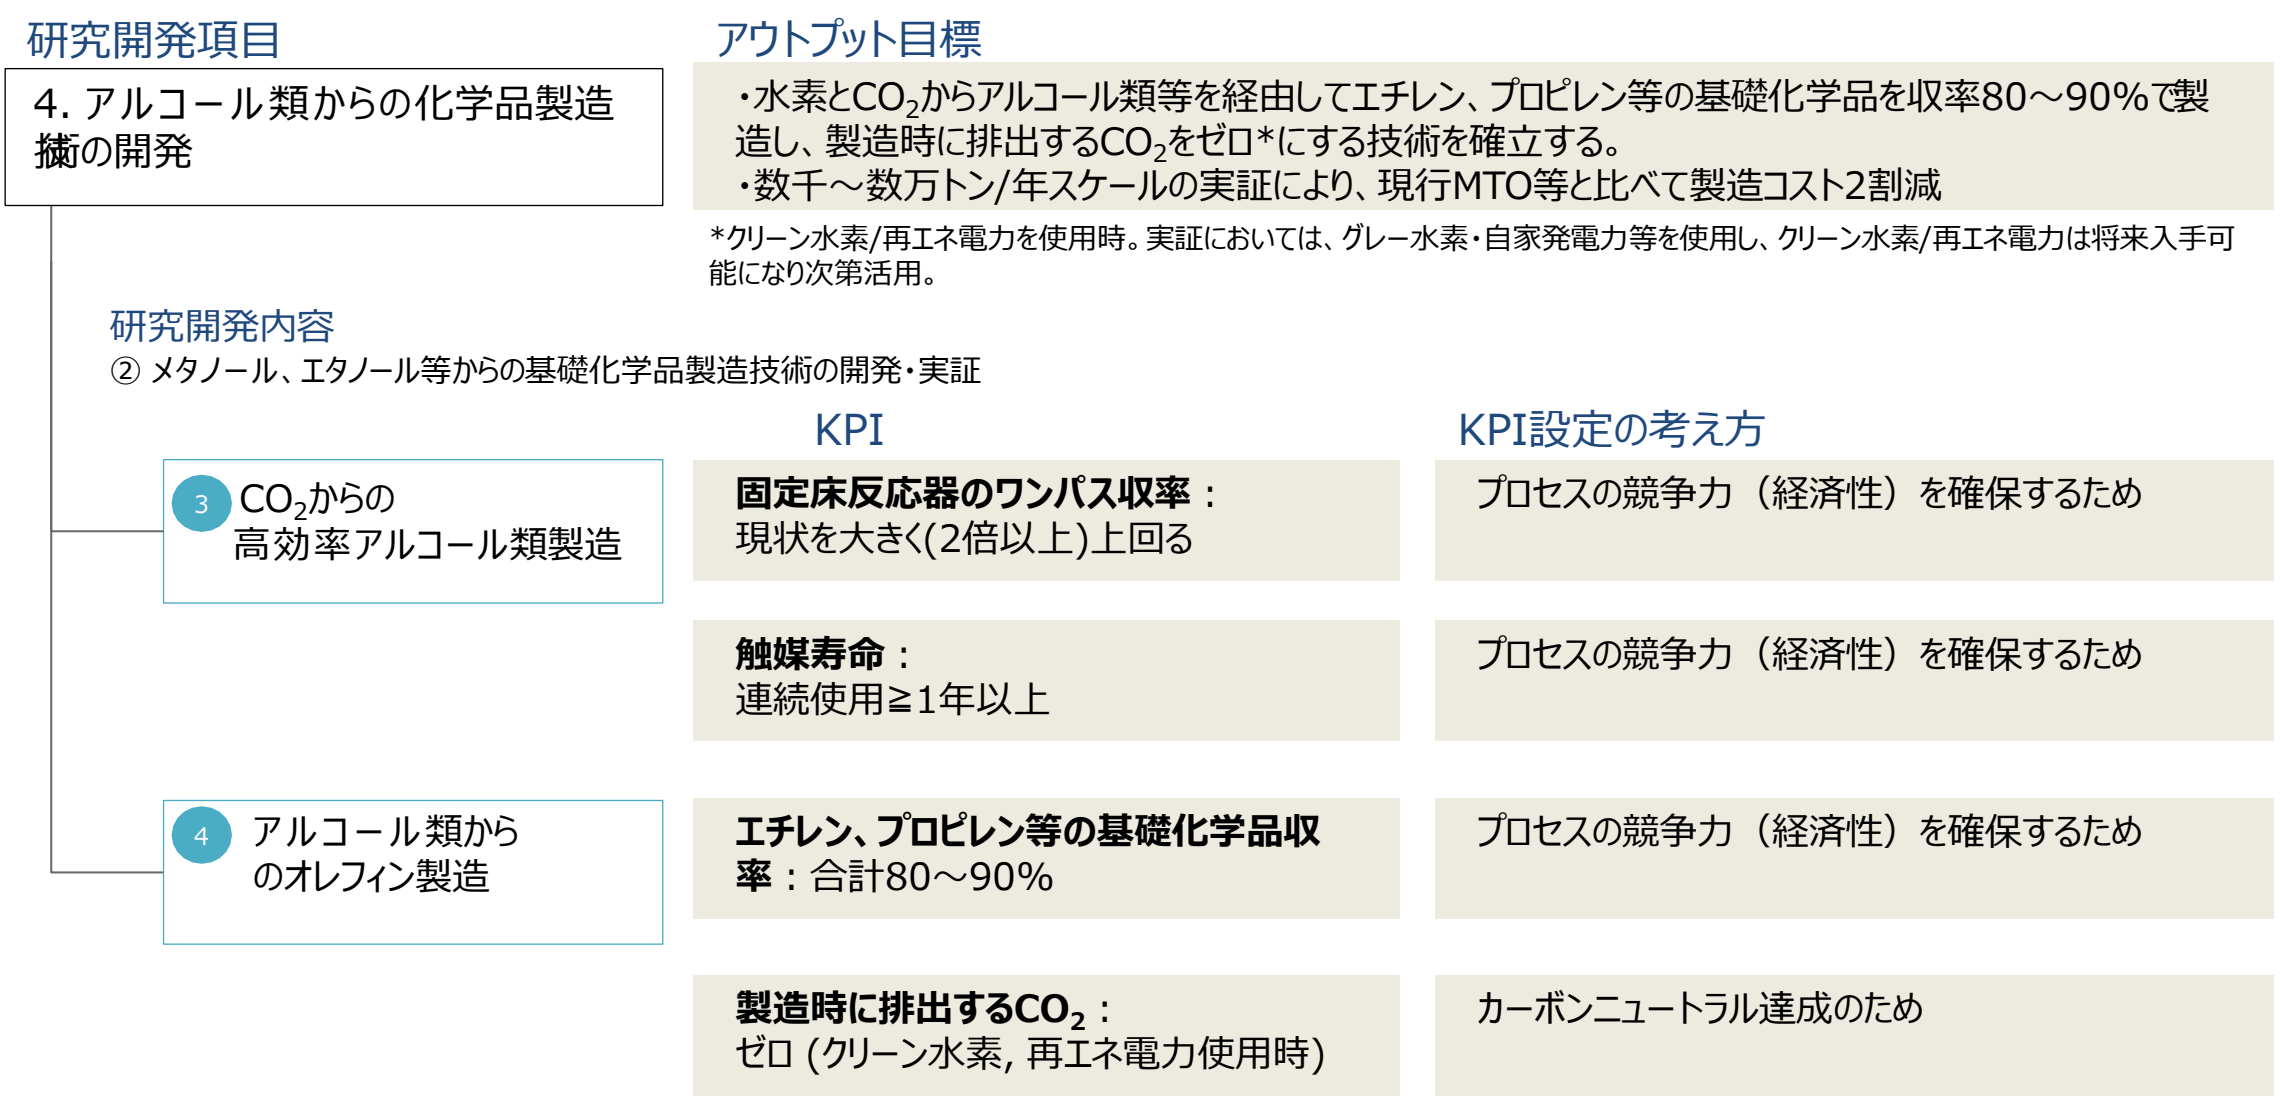 研究開発項目
アウトプット目標
4. アルコール類からの化学品製造
技術の開発
・水素とCO₂からアルコール類等を経由してエチレン、プロピレン等の基礎化学品を収率80～90%で製
造し、製造時に排出するCO₂をゼロ*にする技術を確立する。
・数千～数万トン/年スケールの実証により、現行MTO等と比べて製造コスト2割減
*クリーン水素/再エネ電力を使用時。実証においては、グレー水素・自家発電力等を使用し、クリーン水素/再エネ電力は将来入手可
能になり次第活用。
研究開発内容
② メタノール、エタノール等からの基礎化学品製造技術の開発・実証
KPI
KPI設定の考え方
3 CO₂からの
高効率アルコール類製造
固定床反応器のワンパス収率：
現状を大きく(2倍以上)上回る
プロセスの競争力（経済性）を確保するため
触媒寿命：
連続使用≧1年以上
プロセスの競争力（経済性）を確保するため
4 アルコール類から
のオレフィン製造
エチレン、プロピレン等の基礎化学品収
率：合計80～90%
プロセスの競争力（経済性）を確保するため
製造時に排出するCO₂：
ゼロ (クリーン水素, 再エネ電力使用時)
カーボンニュートラル達成のため